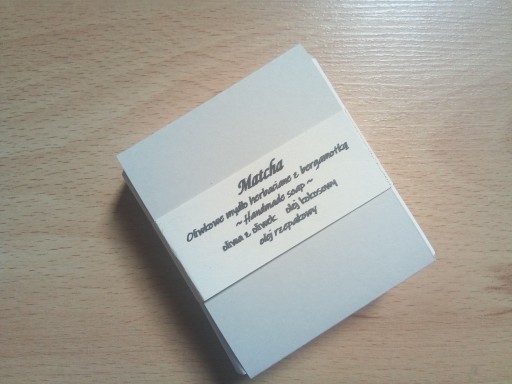 Matcha
Oliwkowe mydło herbaciane z bergamotką
~ Handmade soap ~
oliwa z oliwek olej kokosowy
olej rzepakowy